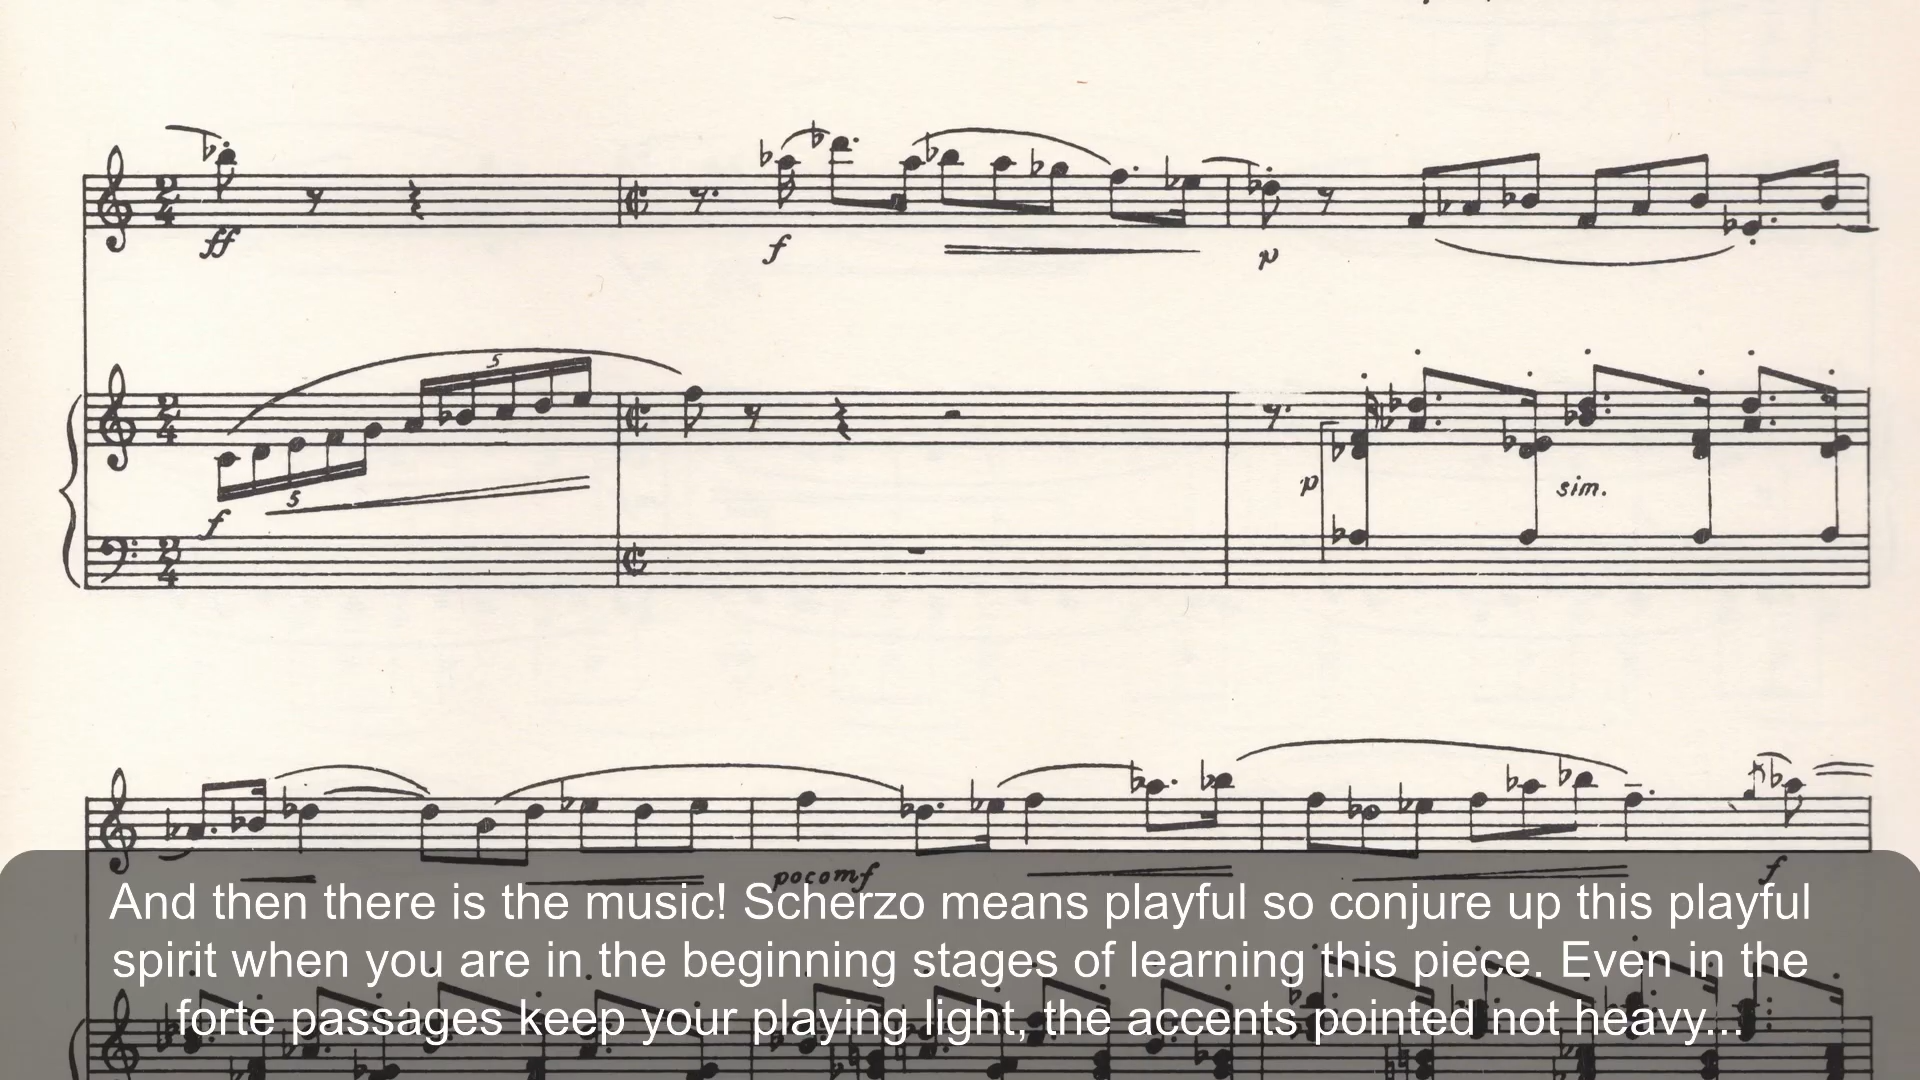 ff
f
p
5
5
f
p
sim.
poco mf
f
And then there is the music! Scherzo means playful so conjure up this playful
spirit when you are in the beginning stages of learning this piece. Even in the
forte passages keep your playing light, the accents pointed not heavy...